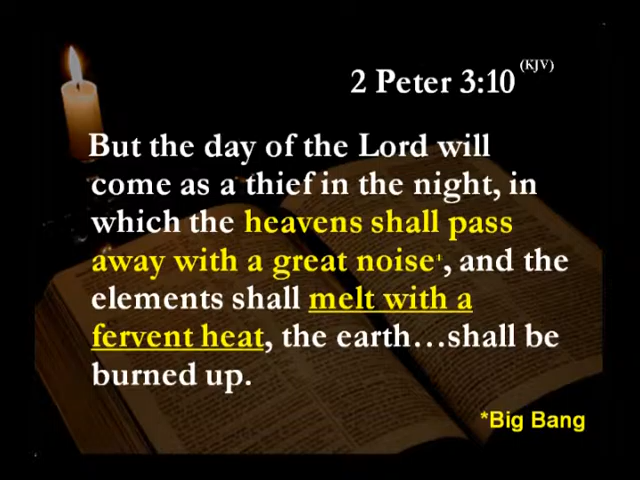 2 Peter 3:10 (KJV)
But the day of the Lord will
come as a thief in the night, in
which the heavens shall pass
away with a great noise', and the
elements shall melt with a
fervent heat, the earth…shall be
burned up.
*Big Bang